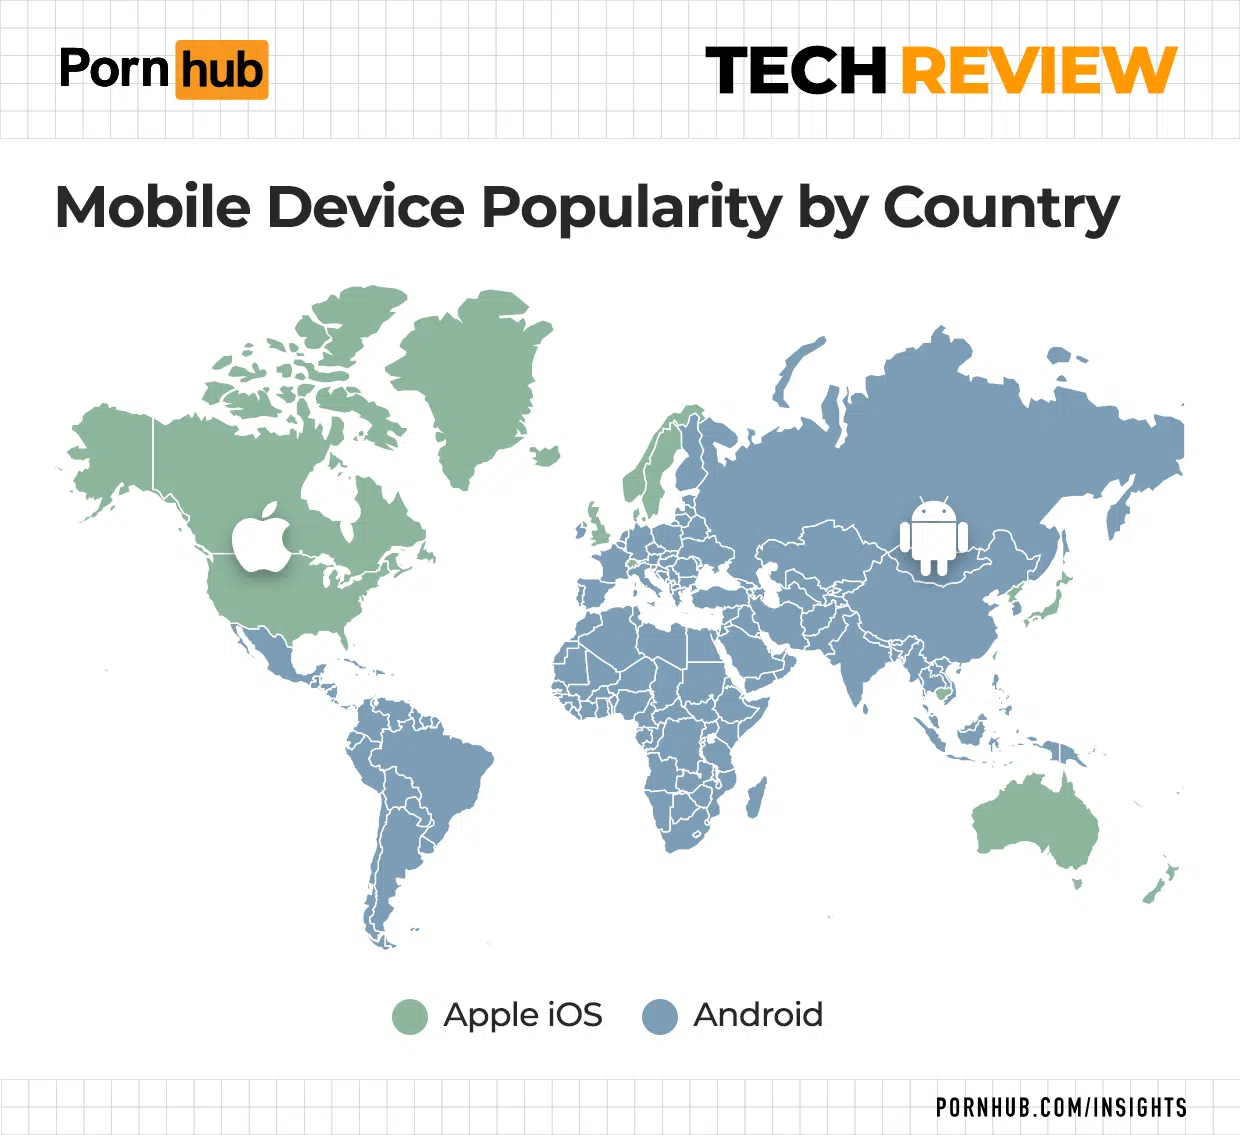 Porn hub
TECH REVIEW
Mobile Device Popularity by Country
Apple iOS
Android
PORNHUB.COM/INSIGHTS